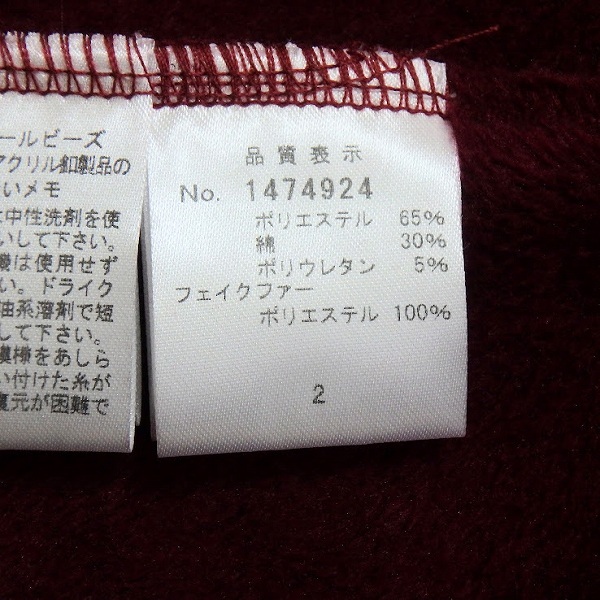 ールビーズ
アクリル釦製品の
いメモ
中性洗剤を使
いして下さい。
機は使用せず
い。ドライク
油系溶剤で短
して下さい。
模様をあしら
い付けた糸が
復元が困難で
品質表示
No. 1474924
ポリエステル 65%
綿 30%
ポリウレタン 5%
フェイクファー
ポリエステル 100%
2